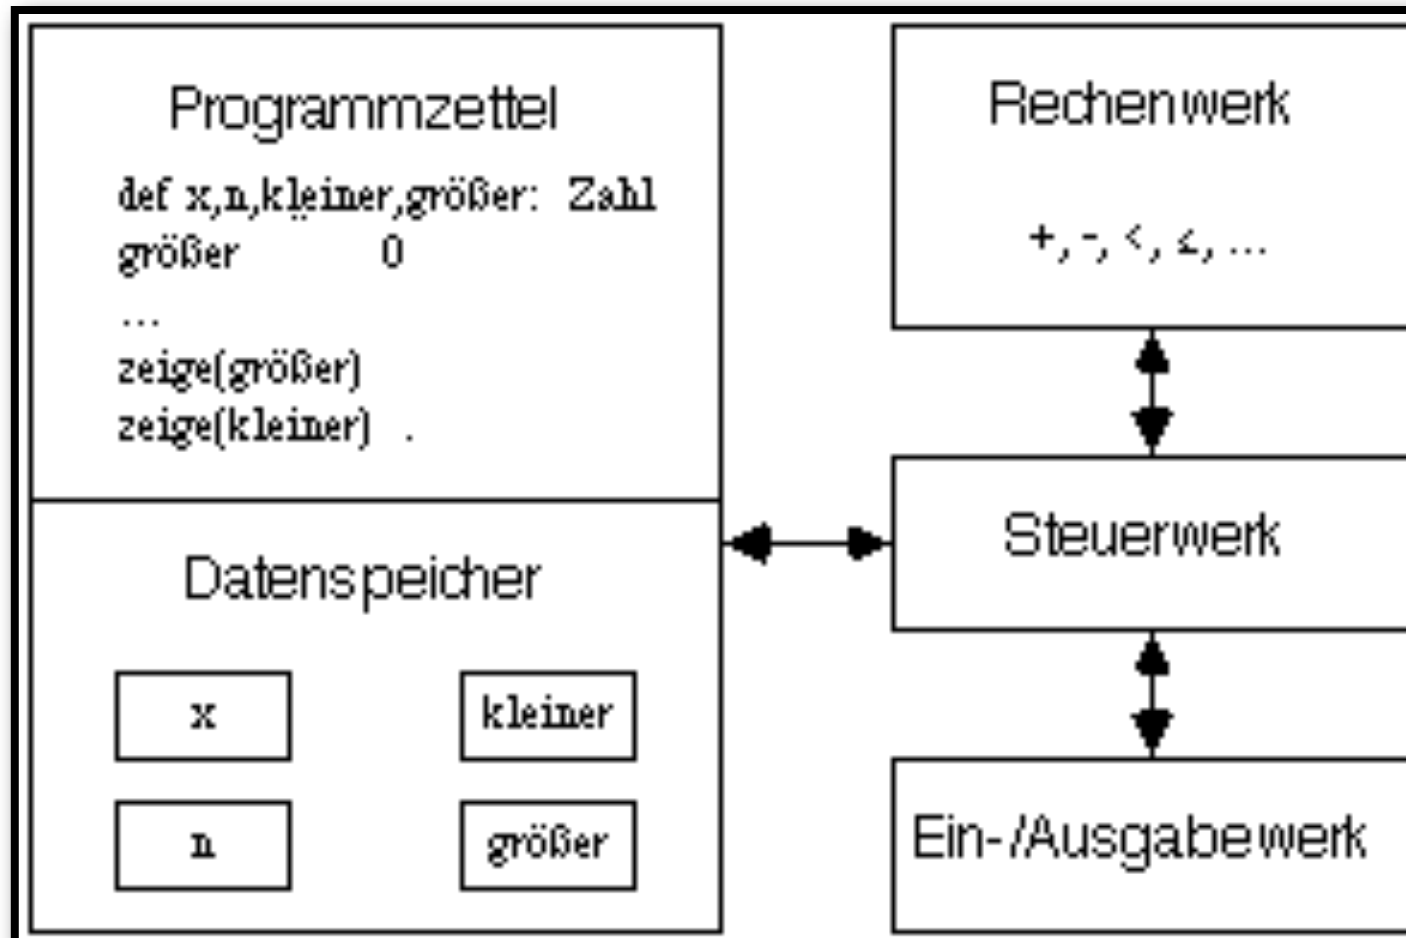 Programmzettel
def x,n,kleiner,größer: Zahl
größer 0
...
zeige(größer)
zeige(kleiner) .
Datenspeicher
x kleiner
n größer
Rechenwerk
+, -, <, ≤, ...
Steuerwerk
Ein-/Ausgabewerk